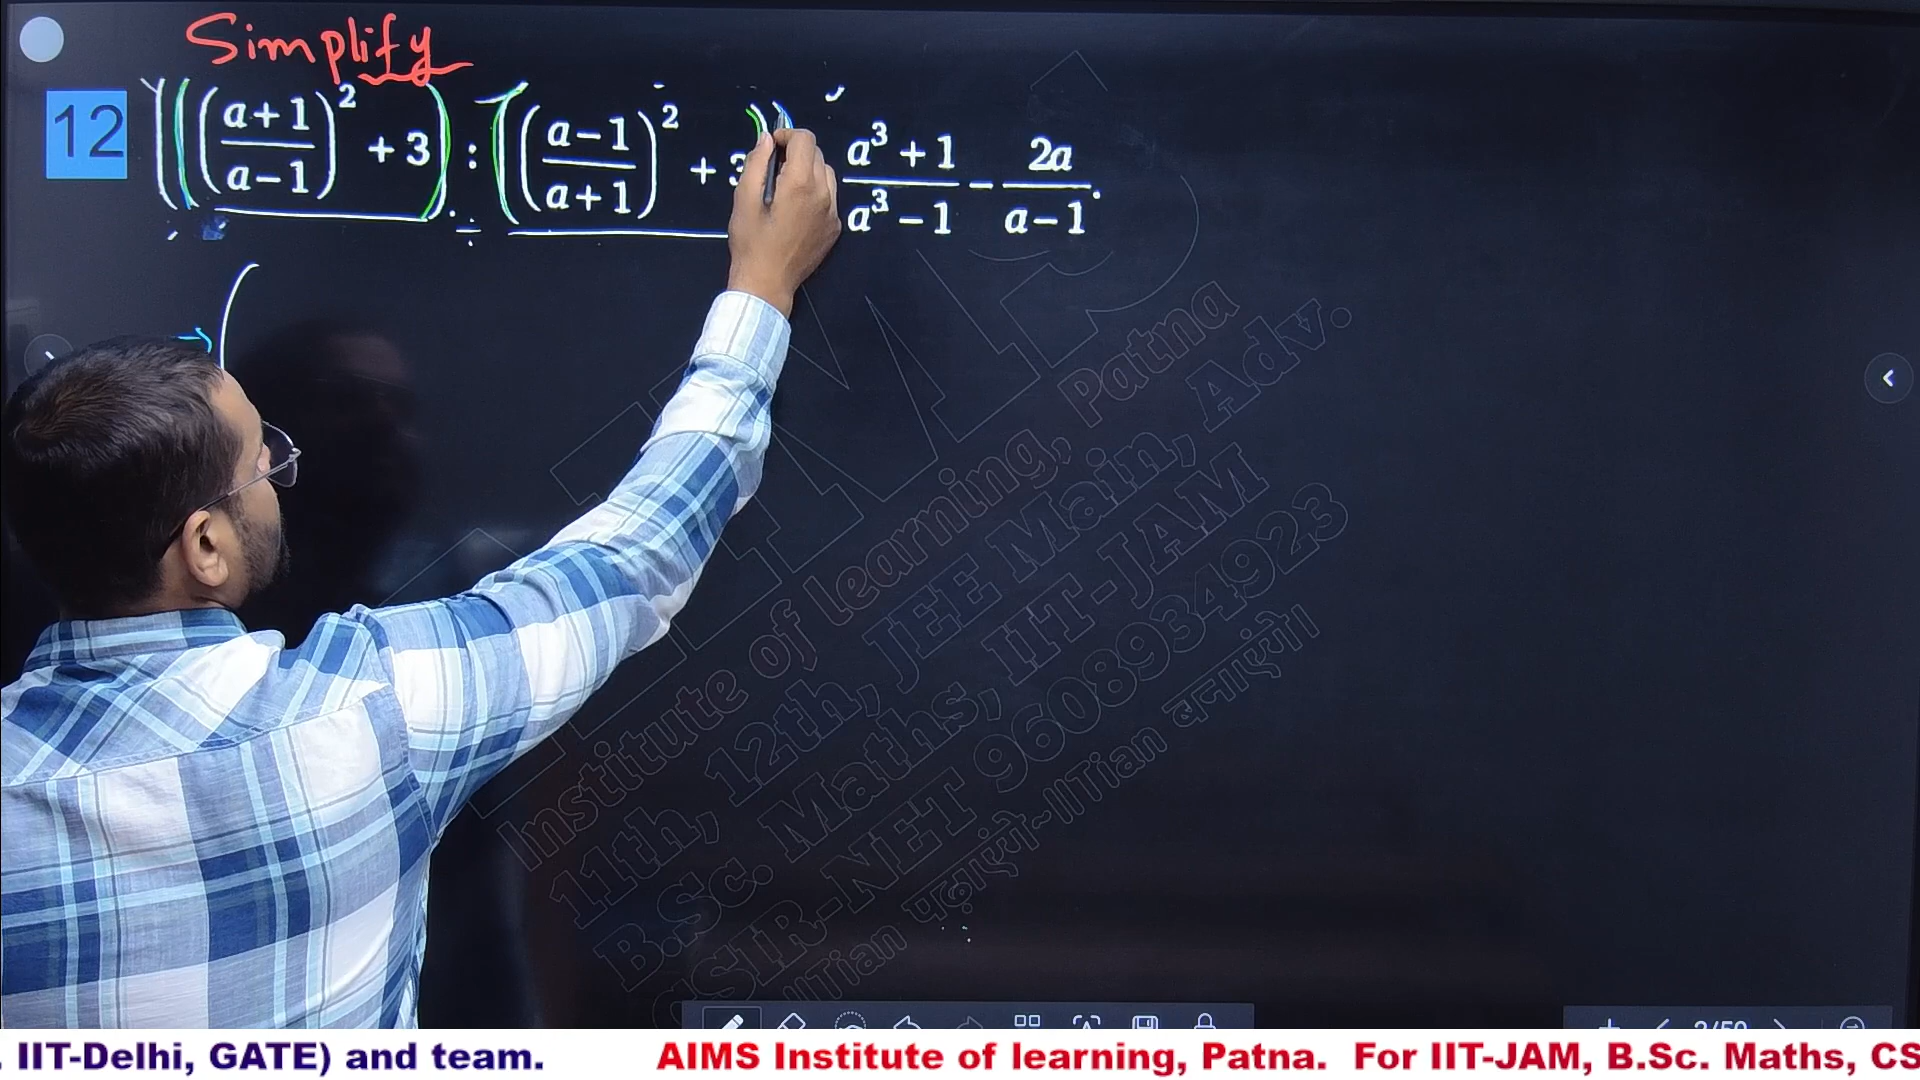 Simplify
12 (((a+1)/(a−1))² + 3) : (((a−1)/(a+1))² + 3) (a³+1)/(a³−1) − 2a/(a−1).
÷
Institute of learning, Patna
11th, 12th, JEE Main, Adv.
B.Sc. Maths, IIT-JAM
CSIR-NET 9608934923
IITian पढ़ाएंगे~IITian बनाएंगे।
2/50
. IIT-Delhi, GATE) and team. AIMS Institute of learning, Patna. For IIT-JAM, B.Sc. Maths, CS